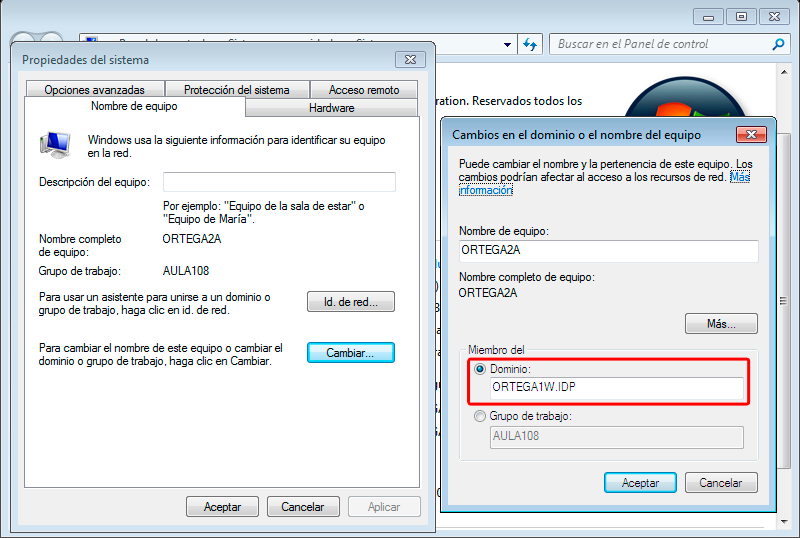 Buscar en el Panel de control
Propiedades del sistema
Opciones avanzadas
Protección del sistema
Acceso remoto
Nombre de equipo
Hardware
Windows usa la siguiente información para identificar su equipo
en la red.
Descripción del equipo:
Por ejemplo: "Equipo de la sala de estar" o
"Equipo de María".
Nombre completo
de equipo:
ORTEGA2A
Grupo de trabajo:
AULA108
Para usar un asistente para unirse a un dominio o
grupo de trabajo, haga clic en id. de red.
Id. de red...
Para cambiar el nombre de este equipo o cambiar el
dominio o grupo de trabajo, haga clic en Cambiar.
Cambiar...
Aceptar
Cancelar
Aplicar
ration. Reservados todos los
Cambios en el dominio o el nombre del equipo
Puede cambiar el nombre y la pertenencia de este equipo. Los
cambios podrían afectar al acceso a los recursos de red. Más
información
Nombre de equipo:
ORTEGA2A
Nombre completo de equipo:
ORTEGA2A
Más...
Miembro del
Dominio:
ORTEGA1W.IDP
Grupo de trabajo:
AULA108
Aceptar
Cancelar